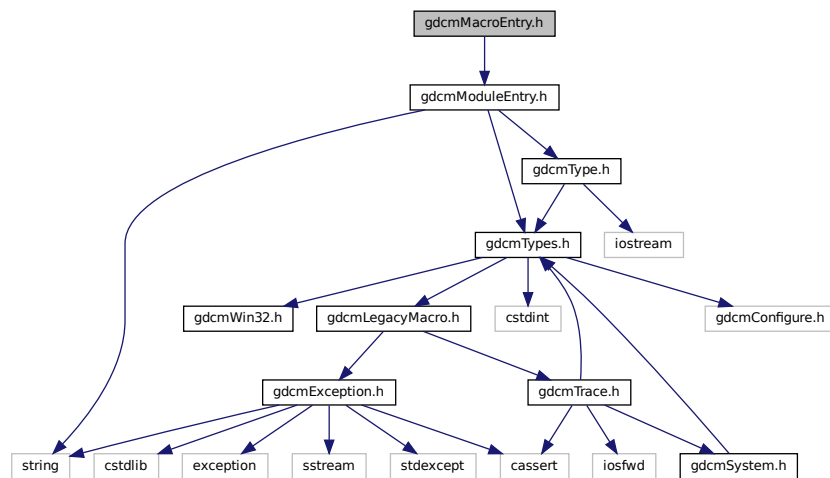 gdcmMacroEntry.h
gdcmModuleEntry.h
gdcmType.h
gdcmTypes.h
iostream
gdcmWin32.h
gdcmLegacyMacro.h
cstdint
gdcmConfigure.h
gdcmException.h
gdcmTrace.h
string
cstdlib
exception
sstream
stdexcept
cassert
iosfwd
gdcmSystem.h